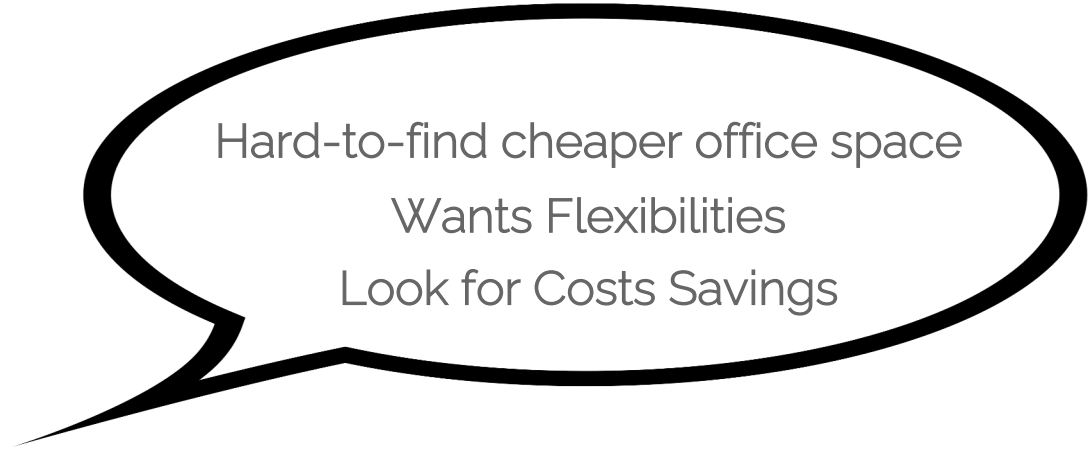 Hard-to-find cheaper office space
Wants Flexibilities
Look for Costs Savings